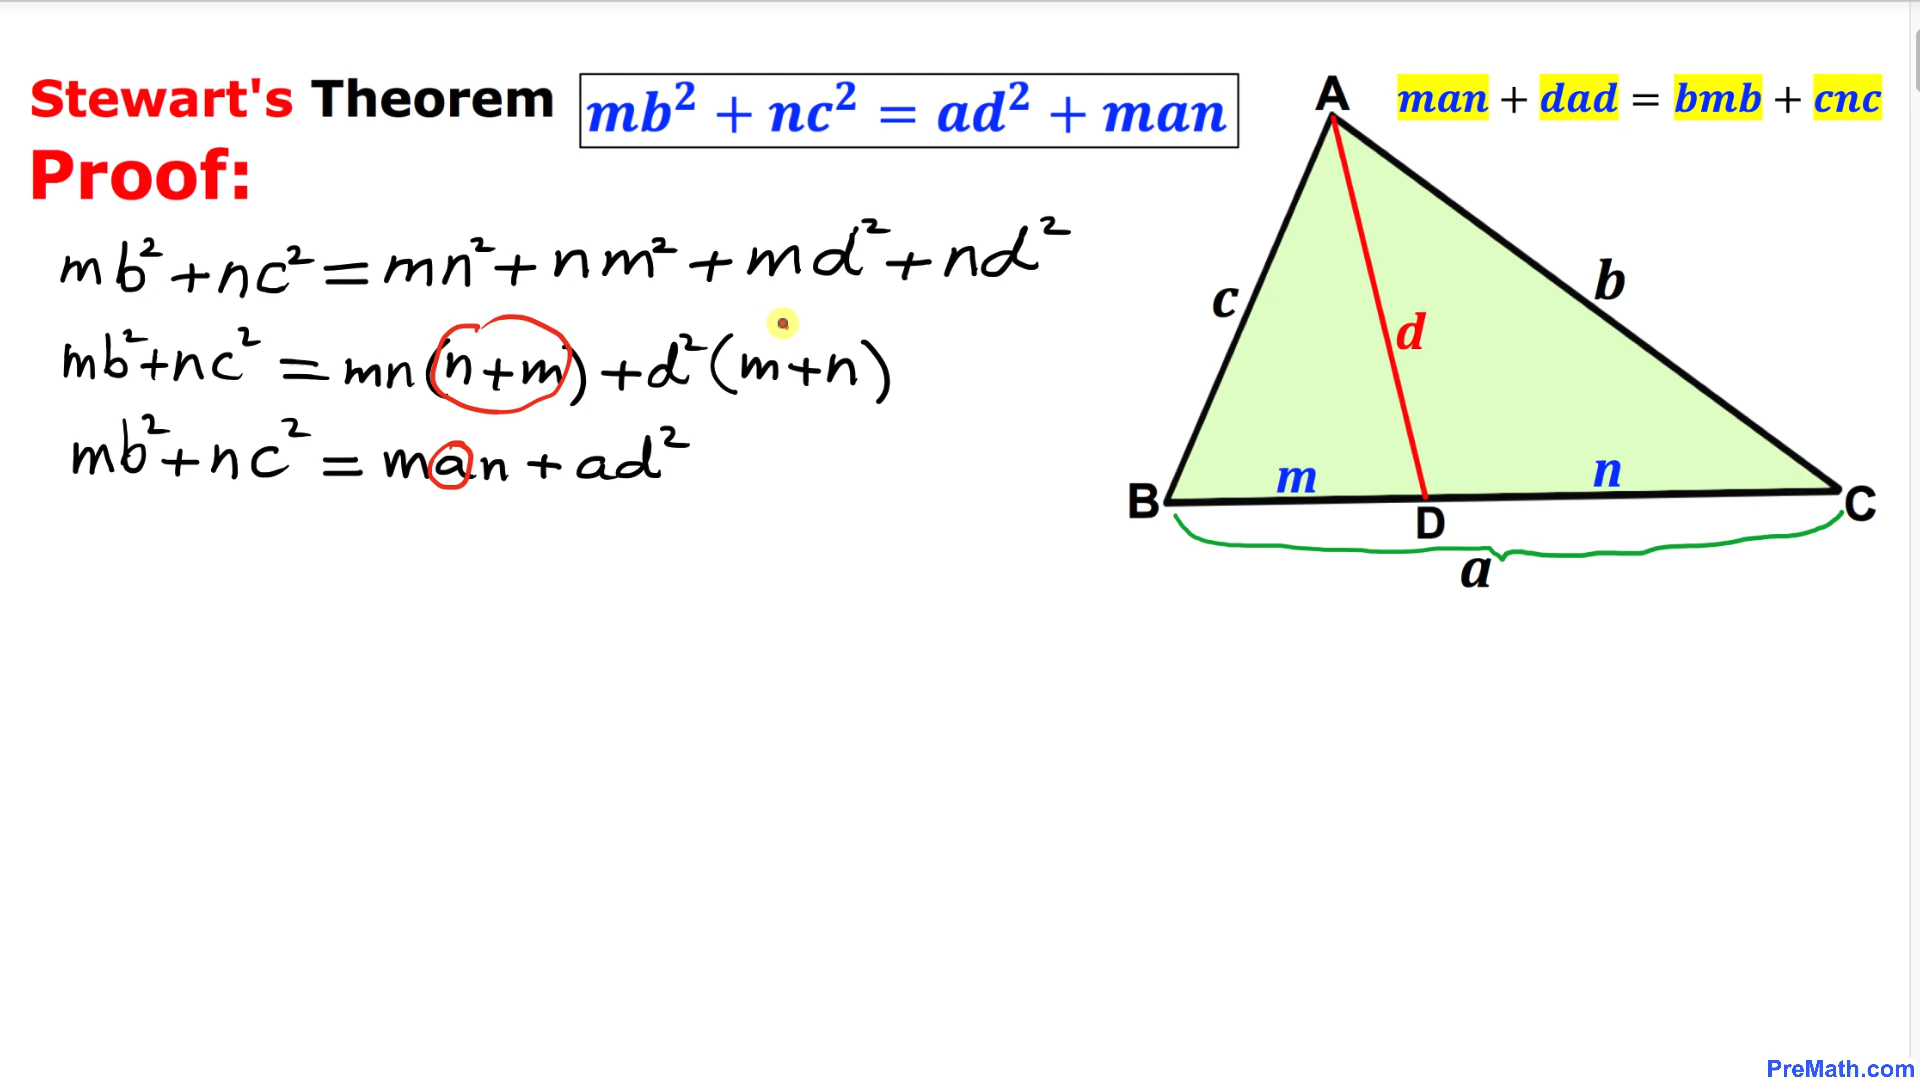 Stewart's Theorem mb² + nc² = ad² + man
man + dad = bmb + cnc
Proof:
mb² + nc² = mn² + nm² + md² + nd²
mb² + nc² = mn(n+m) + d²(m+n)
mb² + nc² = man + ad²
A
c
b
d
m
n
B
D
C
a
PreMath.com